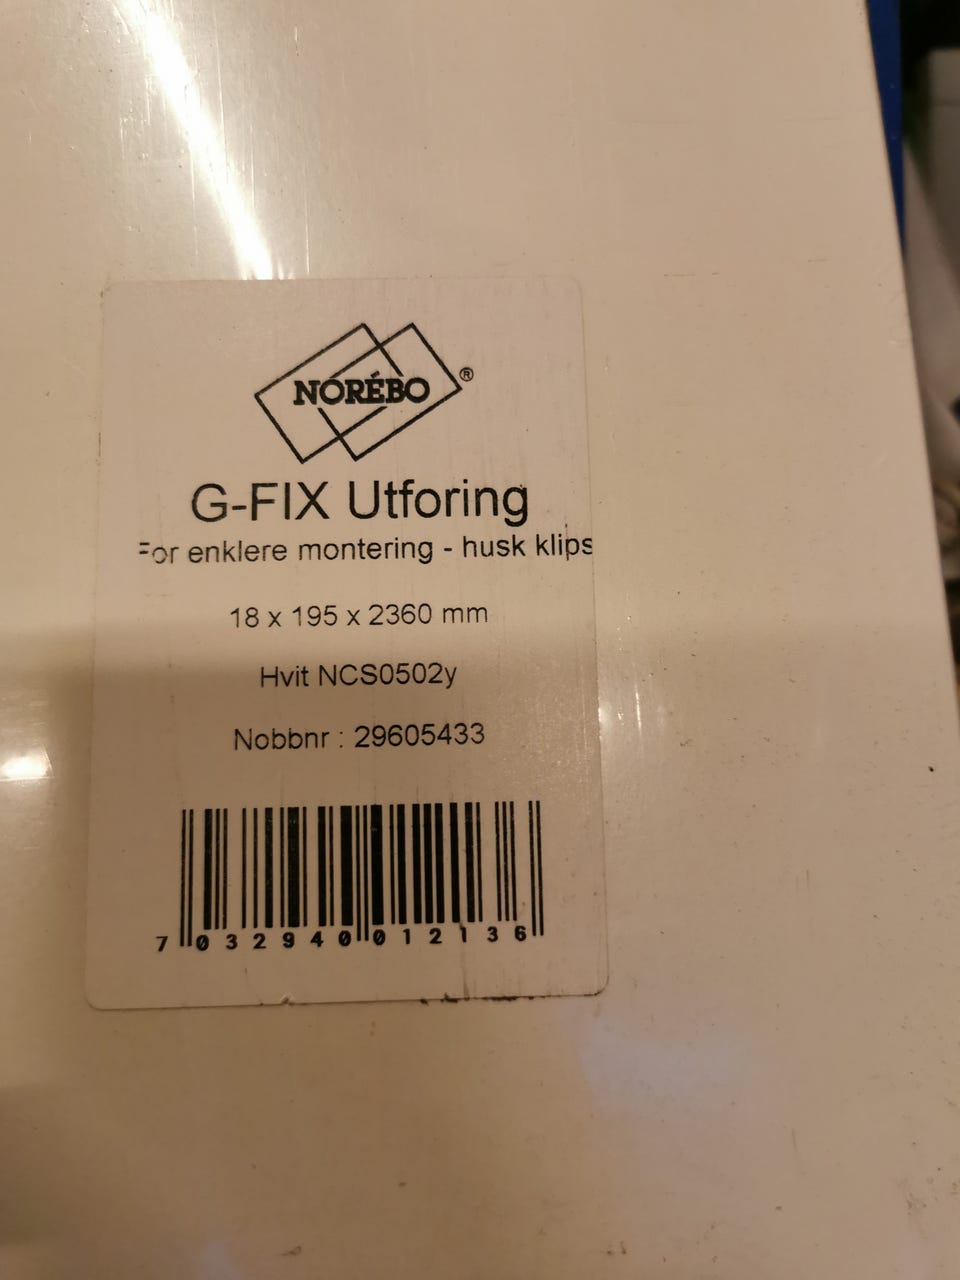 NORÉBO®
G-FIX Utforing
For enklere montering - husk klips
18 x 195 x 2360 mm
Hvit NCS0502y
Nobbnr : 29605433
7 032940 012136